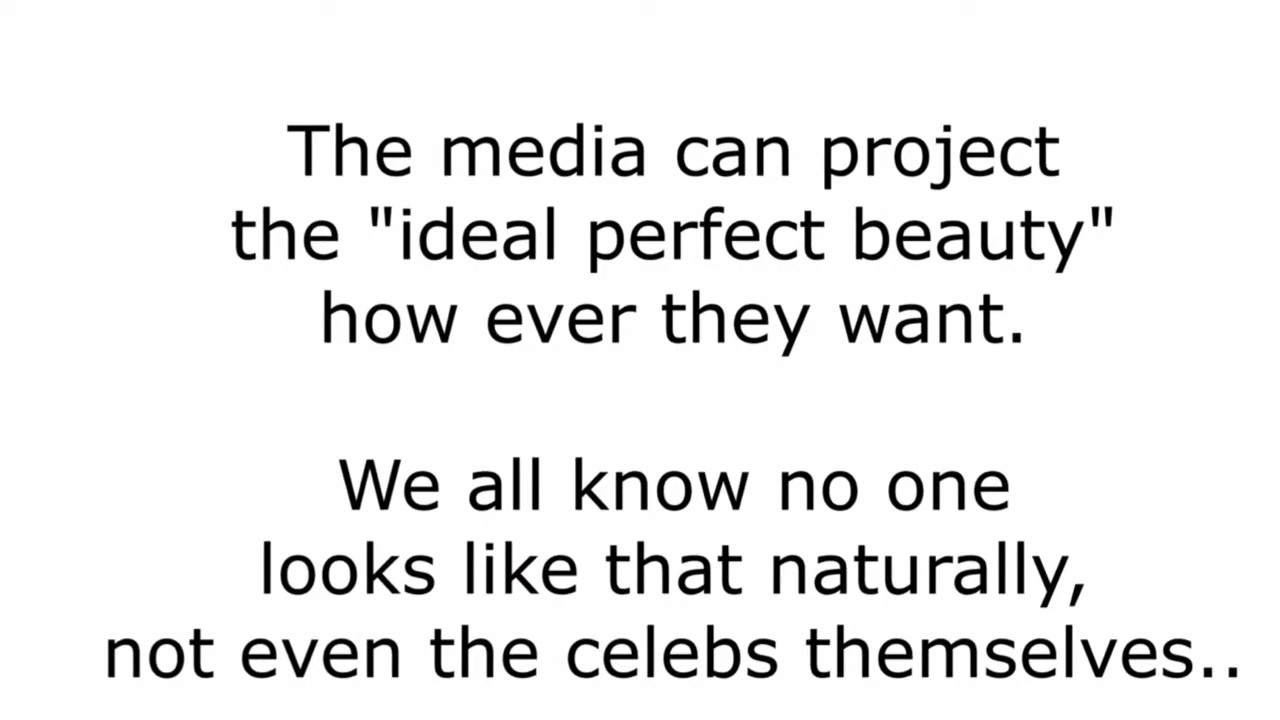 The media can project
the "ideal perfect beauty"
how ever they want.
We all know no one
looks like that naturally,
not even the celebs themselves..